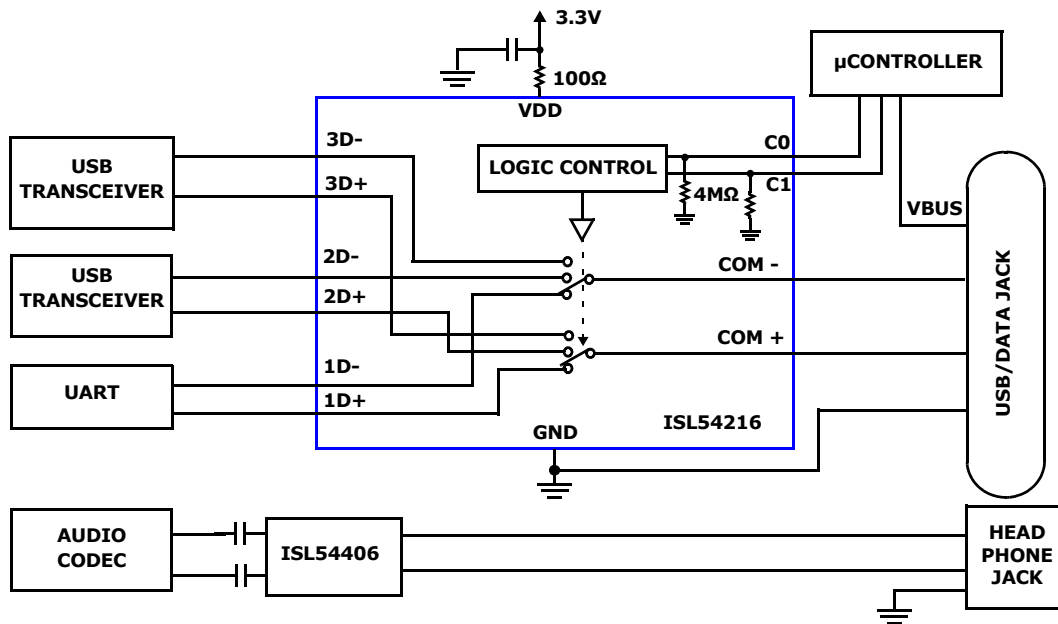 3.3V
100Ω
VDD
µCONTROLLER
USB
TRANSCEIVER
3D-
3D+
LOGIC CONTROL
C0
C1
4MΩ
VBUS
USB
TRANSCEIVER
2D-
2D+
COM -
COM +
UART
1D-
1D+
GND
ISL54216
USB/DATA JACK
AUDIO
CODEC
ISL54406
HEAD
PHONE
JACK